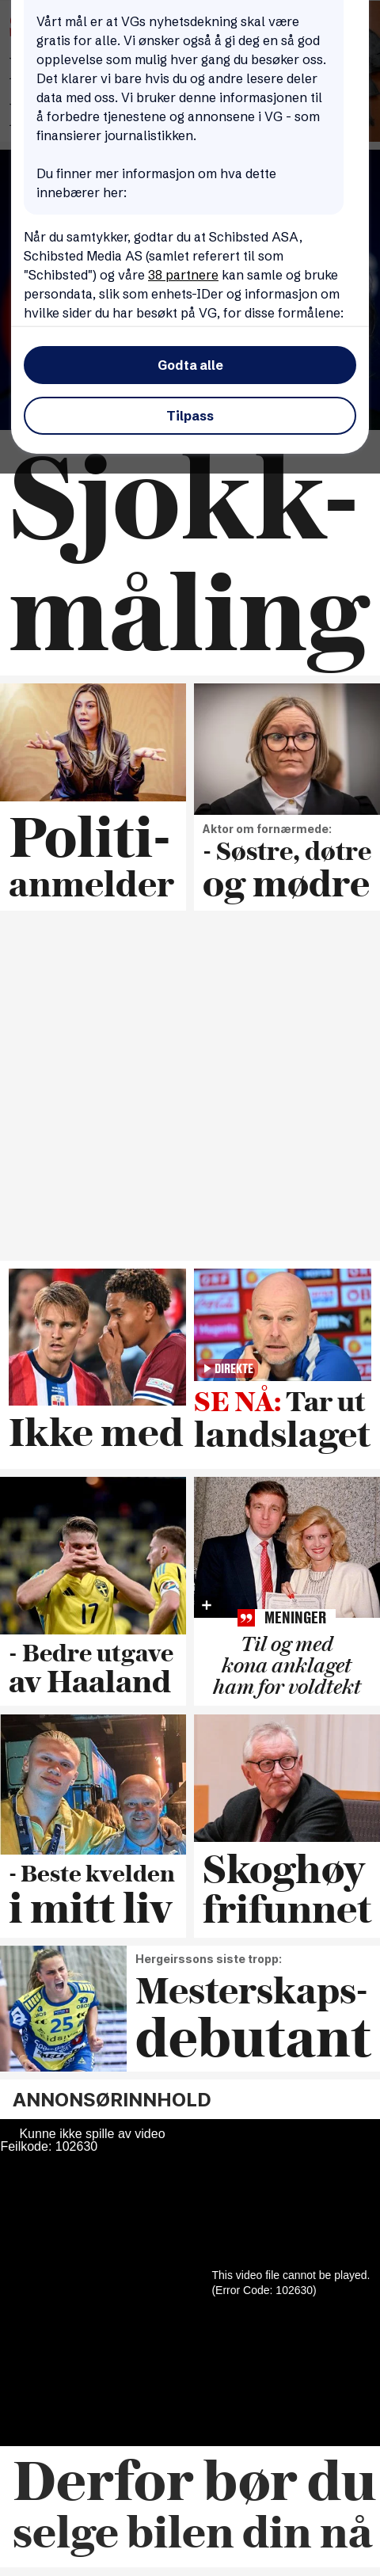 Vårt mål er at VGs nyhetsdekning skal være
gratis for alle. Vi ønsker også å gi deg en så god
opplevelse som mulig hver gang du besøker oss.
Det klarer vi bare hvis du og andre lesere deler
data med oss. Vi bruker denne informasjonen til
å forbedre tjenestene og annonsene i VG - som
finansierer journalistikken.
Du finner mer informasjon om hva dette
innebærer her:
Når du samtykker, godtar du at Schibsted ASA,
Schibsted Media AS (samlet referert til som
"Schibsted") og våre 38 partnere kan samle og bruke
persondata, slik som enhets-IDer og informasjon om
hvilke sider du har besøkt på VG, for disse formålene:
Godta alle
Tilpass
Sjokk-
måling
Politi-
anmelder
Aktor om fornærmede:
- Søstre, døtre
og mødre
Ikke med
DIREKTE
SE NÅ: Tar ut
landslaget
17
- Bedre utgave
av Haaland
MENINGER
Til og med
kona anklaget
ham for voldtekt
- Beste kvelden
i mitt liv
Skoghøy
frifunnet
25
Hergeirssons siste tropp:
Mesterskaps-
debutant
ANNONSØRINNHOLD
Kunne ikke spille av video
Feilkode: 102630
This video file cannot be played.
(Error Code: 102630)
Derfor bør du
selge bilen din nå